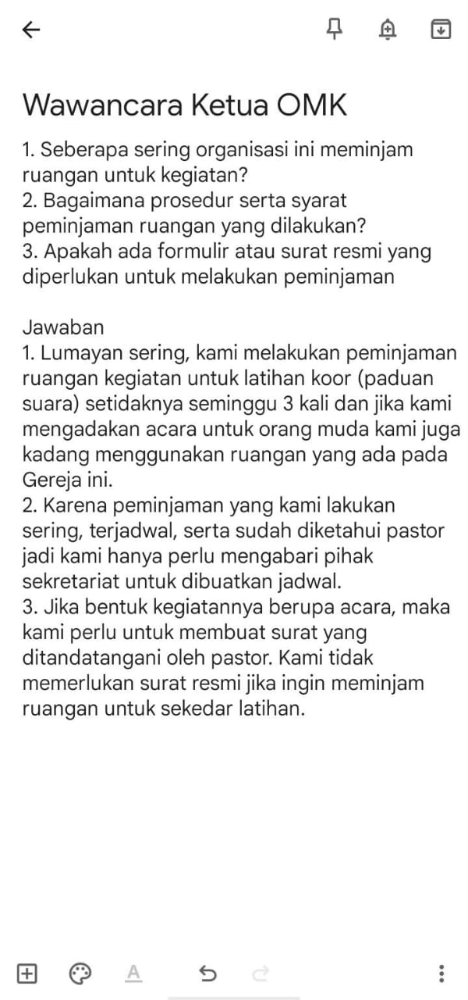 Wawancara Ketua OMK
1. Seberapa sering organisasi ini meminjam
ruangan untuk kegiatan?
2. Bagaimana prosedur serta syarat
peminjaman ruangan yang dilakukan?
3. Apakah ada formulir atau surat resmi yang
diperlukan untuk melakukan peminjaman

Jawaban
1. Lumayan sering, kami melakukan peminjaman
ruangan kegiatan untuk latihan koor (paduan
suara) setidaknya seminggu 3 kali dan jika kami
mengadakan acara untuk orang muda kami juga
kadang menggunakan ruangan yang ada pada
Gereja ini.
2. Karena peminjaman yang kami lakukan
sering, terjadwal, serta sudah diketahui pastor
jadi kami hanya perlu mengabari pihak
sekretariat untuk dibuatkan jadwal.
3. Jika bentuk kegiatannya berupa acara, maka
kami perlu untuk membuat surat yang
ditandatangani oleh pastor. Kami tidak
memerlukan surat resmi jika ingin meminjam
ruangan untuk sekedar latihan.
A